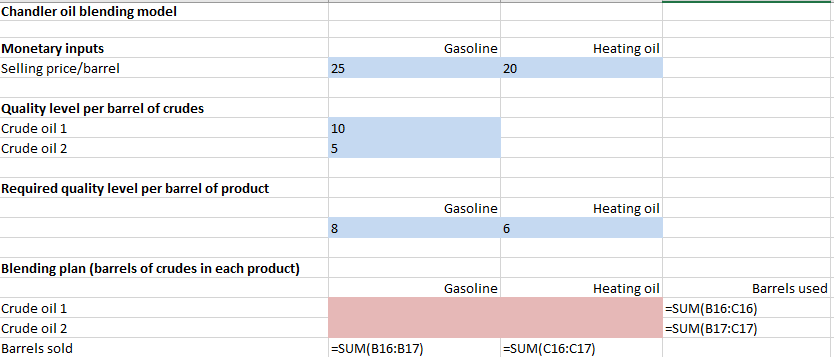 Chandler oil blending model
Monetary inputs Gasoline Heating oil
Selling price/barrel 25 20
Quality level per barrel of crudes
Crude oil 1 10
Crude oil 2 5
Required quality level per barrel of product
Gasoline Heating oil
8 6
Blending plan (barrels of crudes in each product)
Gasoline Heating oil Barrels used
Crude oil 1 =SUM(B16:C16)
Crude oil 2 =SUM(B17:C17)
Barrels sold =SUM(B16:B17) =SUM(C16:C17)